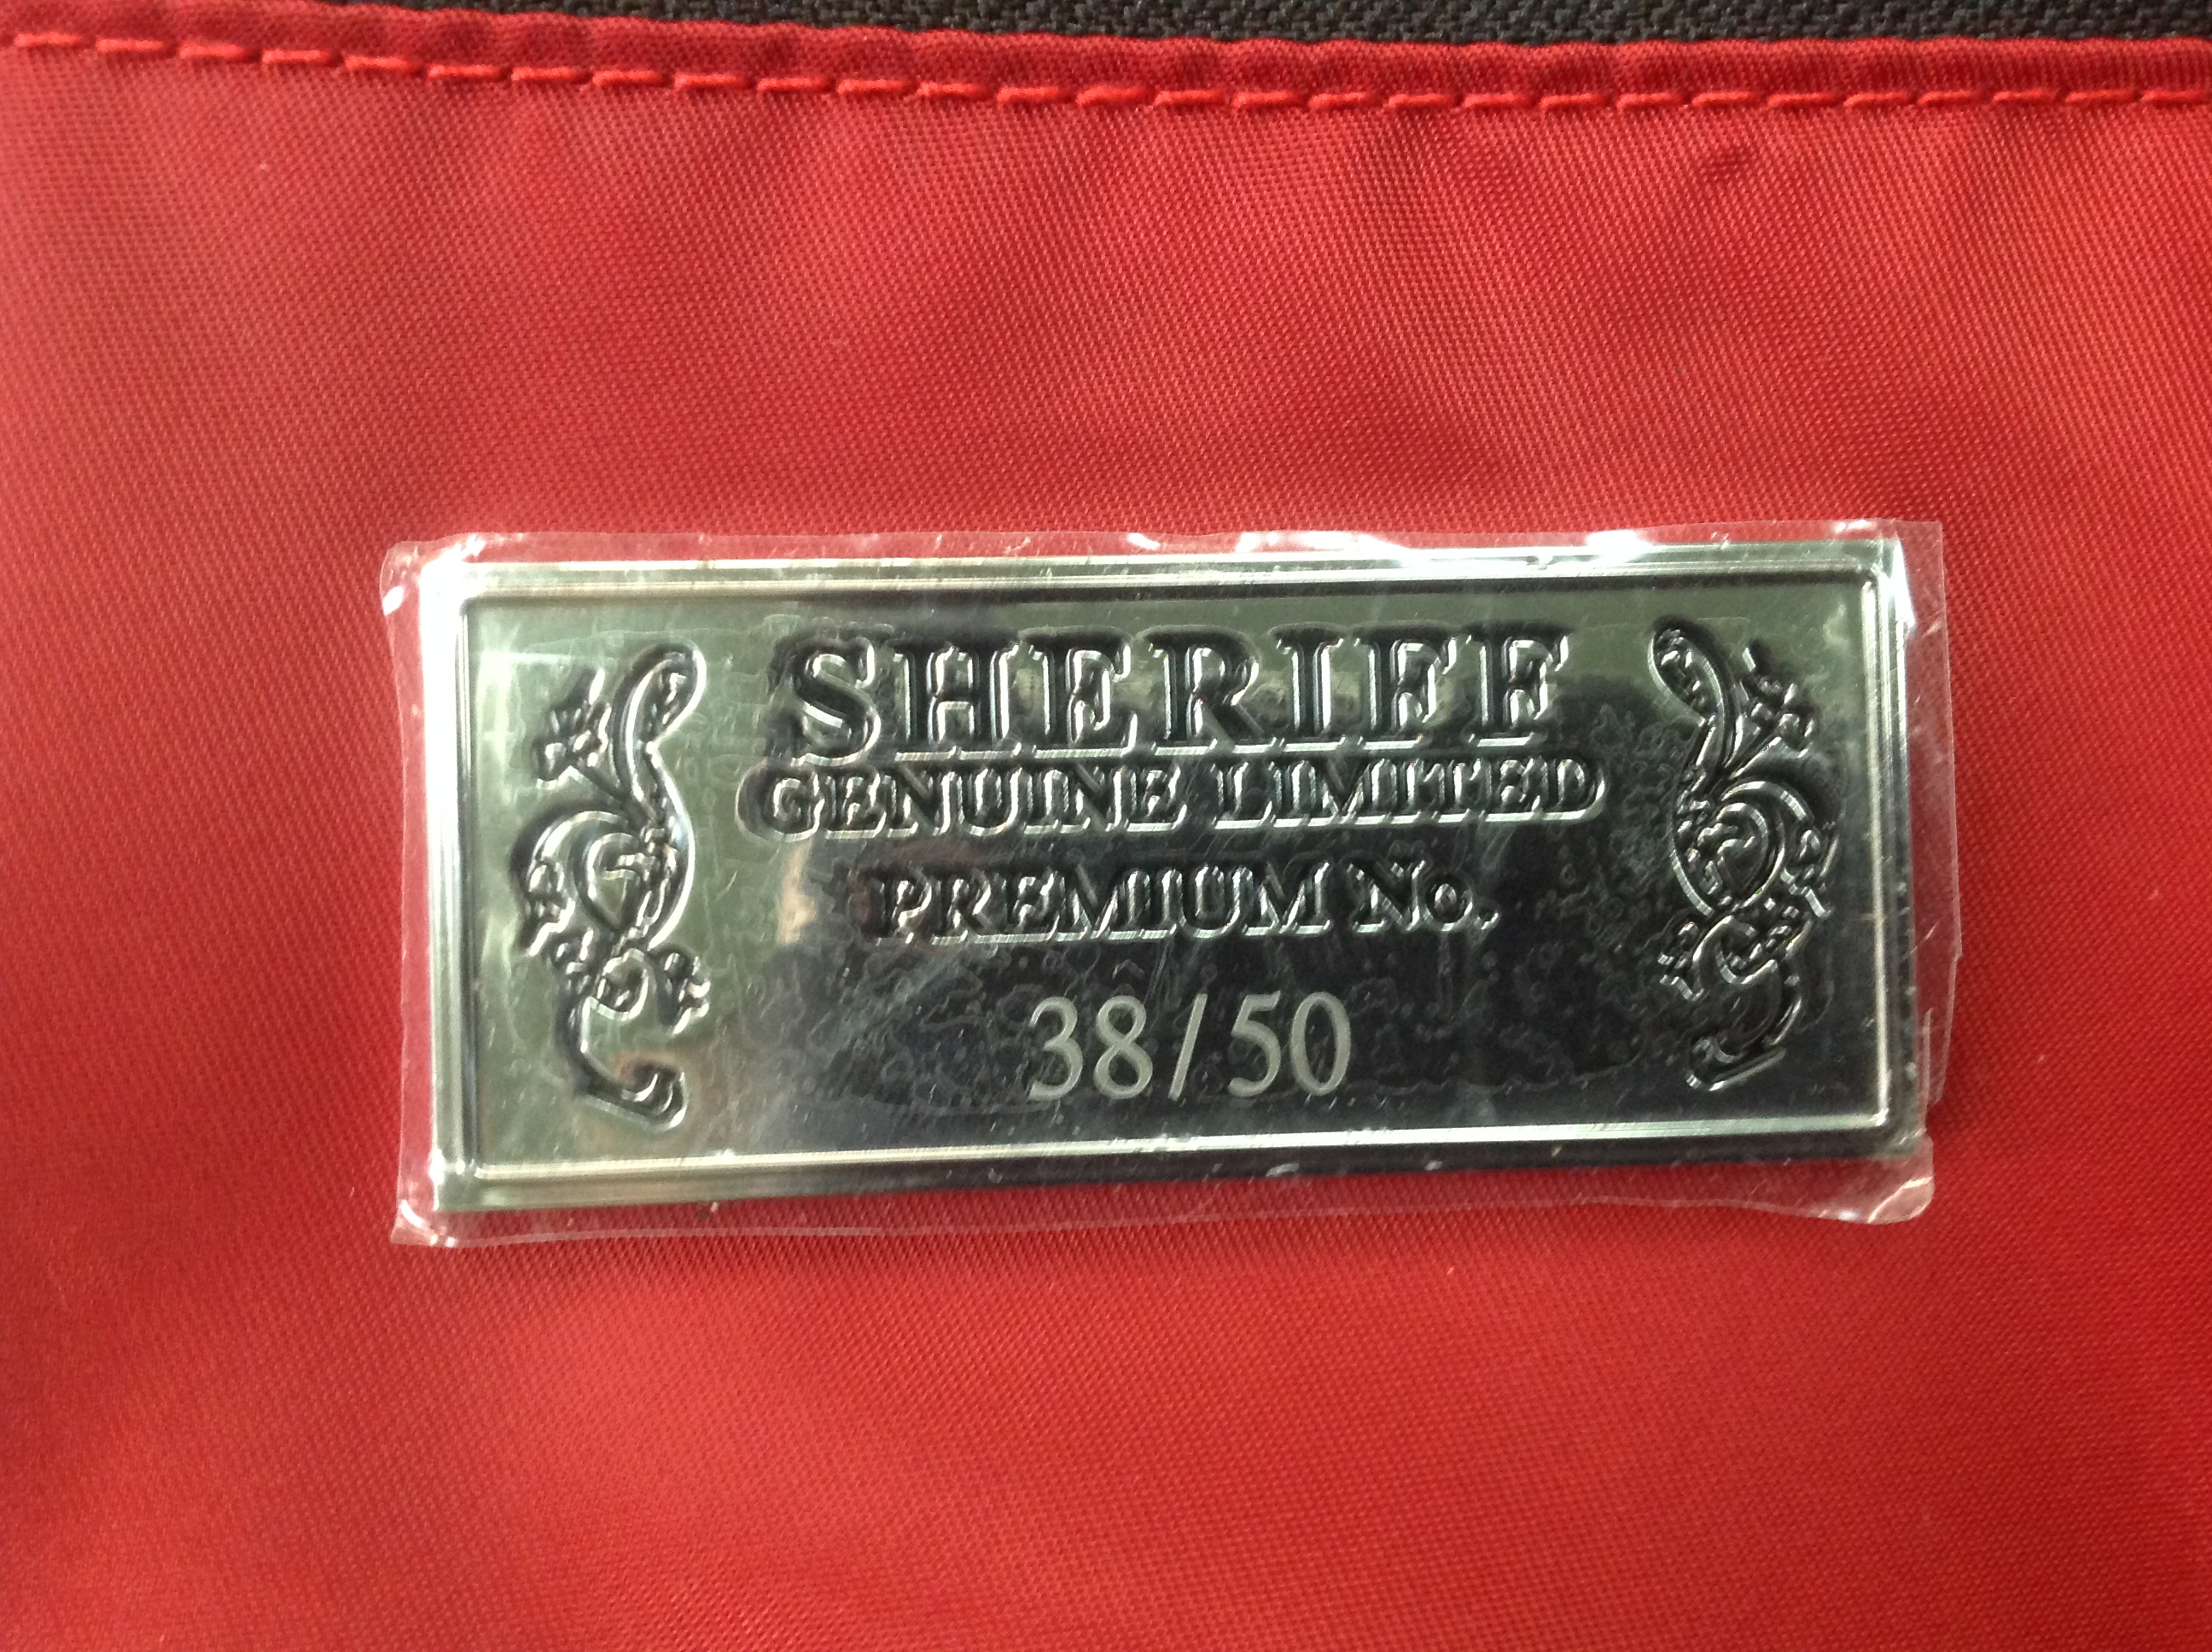 SHERIFF
GENUINE LIMITED
PREMIUM No.
38/50